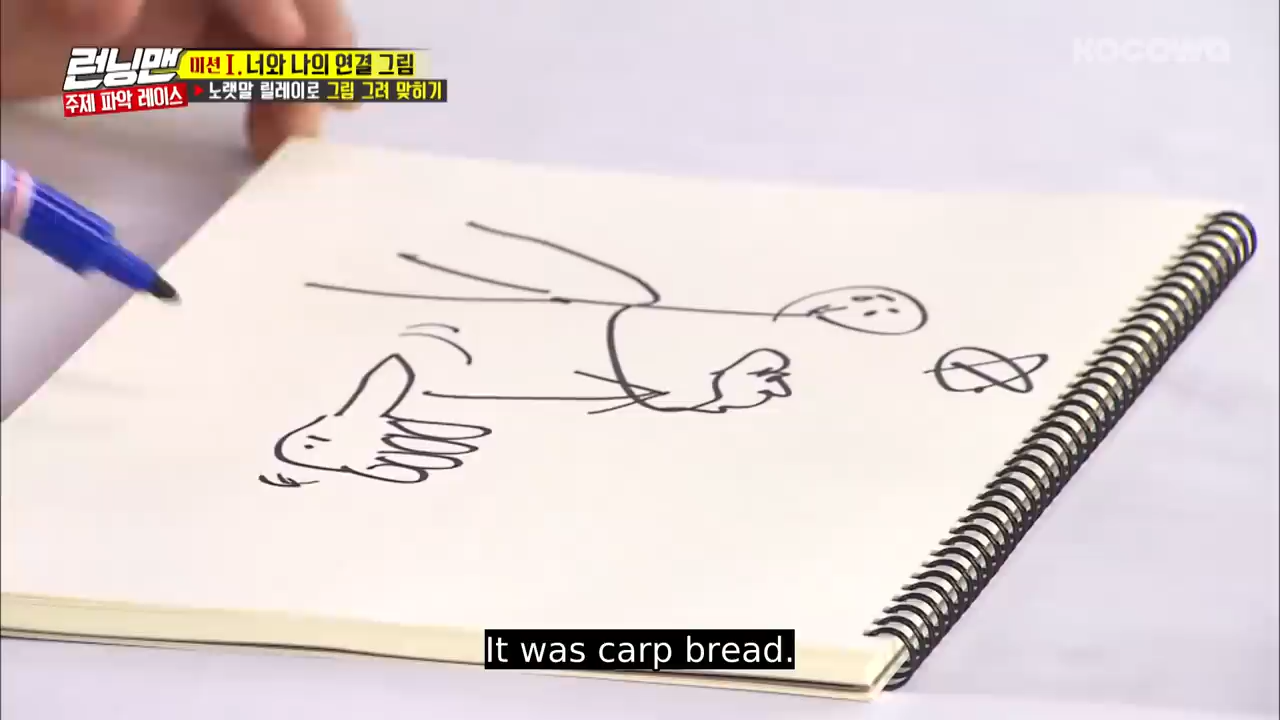 런닝맨
주제 파악 레이스
미션 I. 너와 나의 연결 그림
▶ 노랫말 릴레이로 그림 그려 맞히기
KOCOWA
It was carp bread.